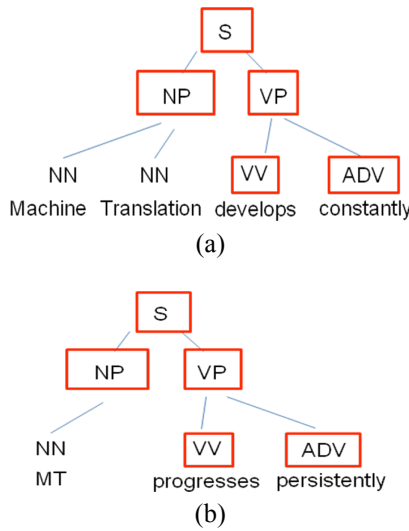 S
NP VP
NN NN VV ADV
Machine Translation develops constantly
(a)
S
NP VP
NN VV ADV
MT progresses persistently
(b)